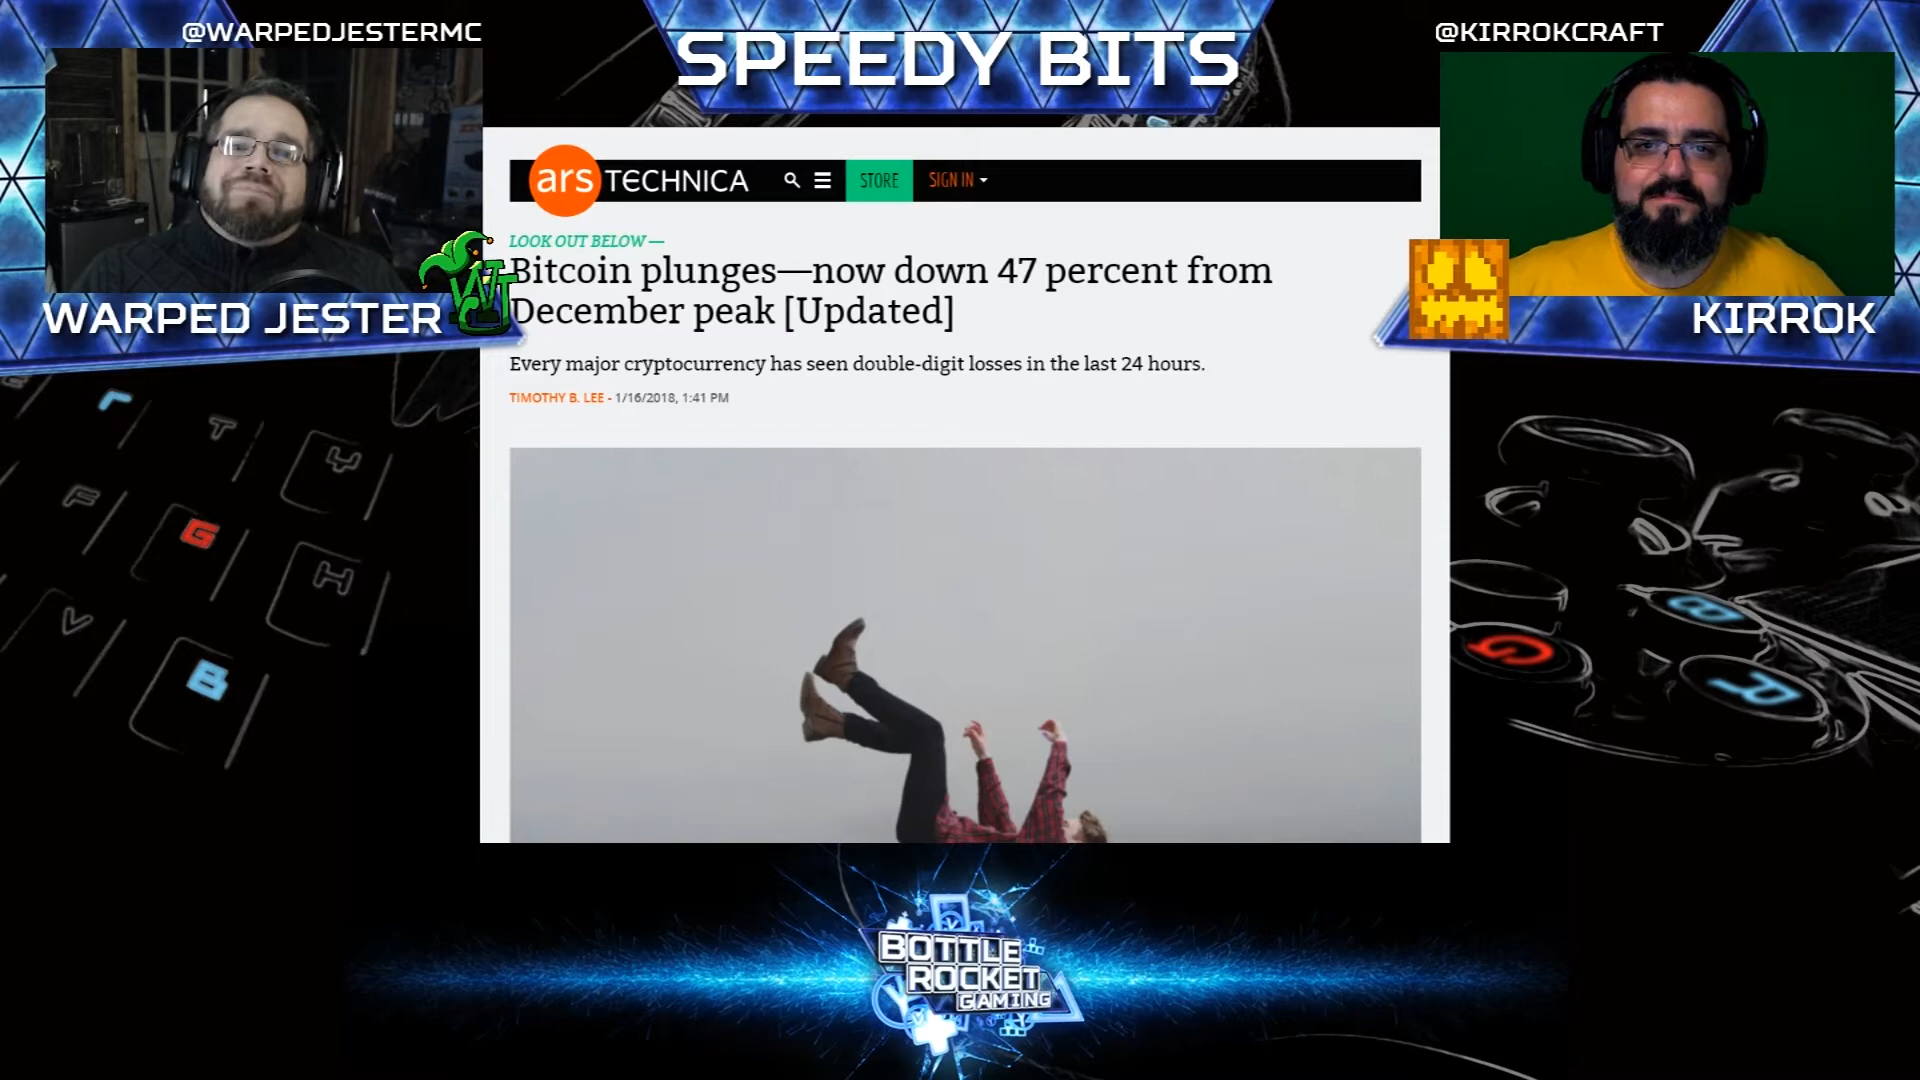 @WARPEDJESTERMC
SPEEDY BITS
@KIRROKCRAFT
ars TECHNICA
STORE
SIGN IN
LOOK OUT BELOW —
Bitcoin plunges—now down 47 percent from
December peak [Updated]
Every major cryptocurrency has seen double-digit losses in the last 24 hours.
TIMOTHY B. LEE - 1/16/2018, 1:41 PM
WJ
WARPED JESTER
KIRROK
r
T
Y
F
G
H
V
B
B
G
R
BOTTLE
ROCKET
GAMING